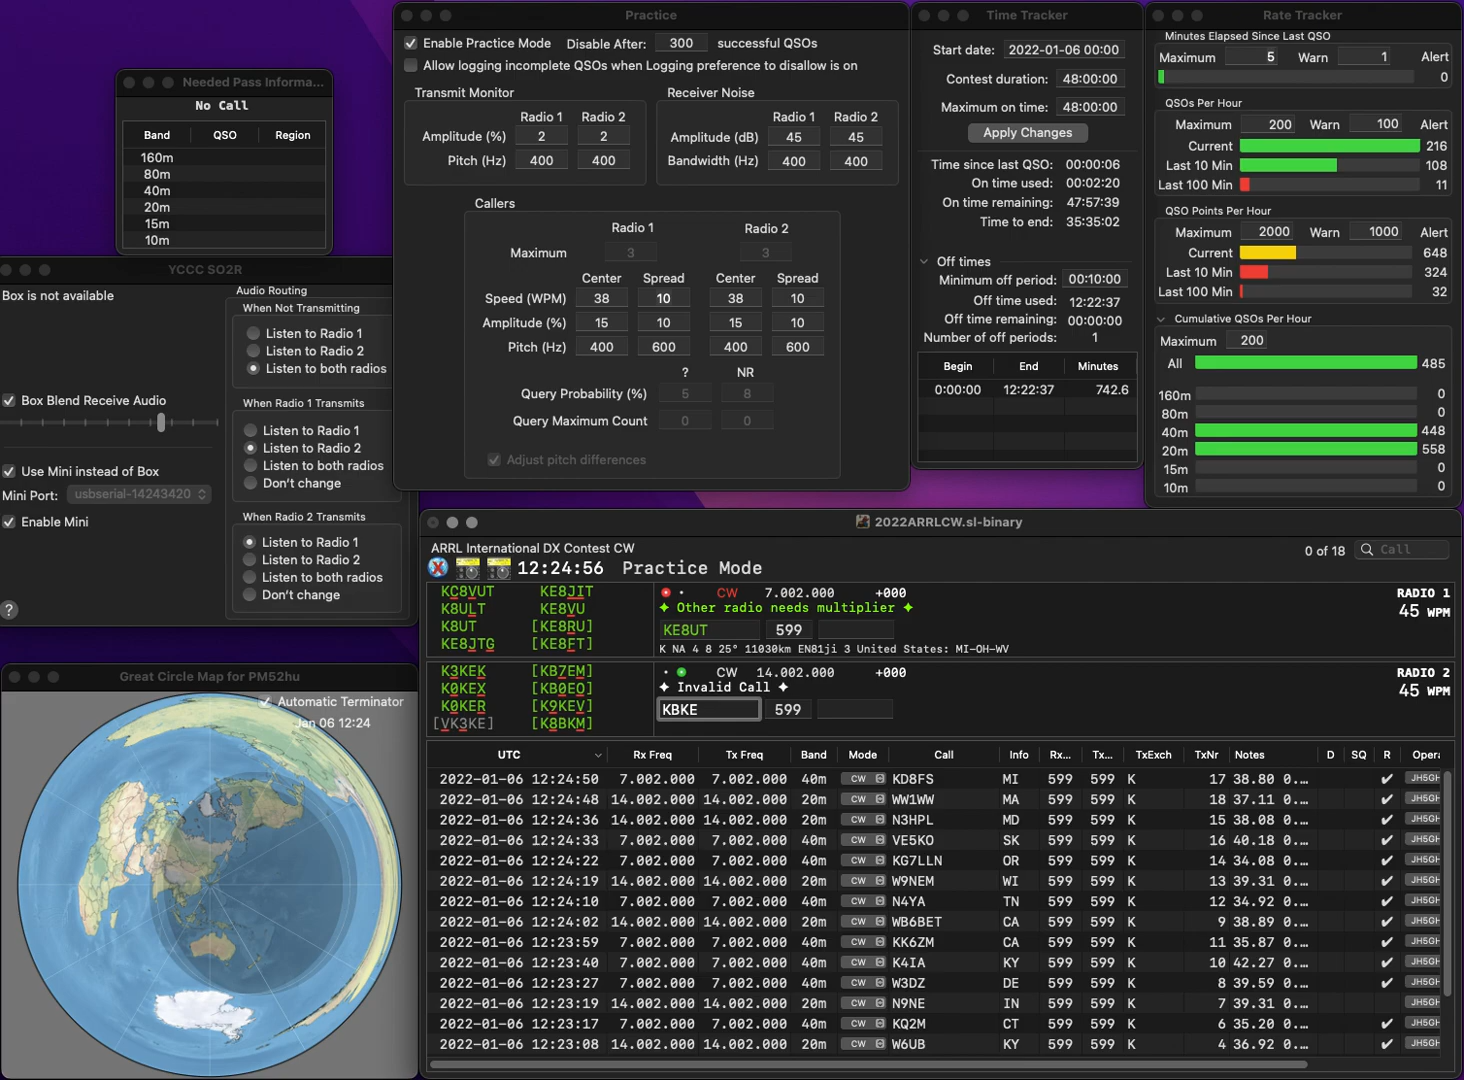 Needed Pass Informa...
No Call
Band QSO Region
160m
80m
40m
20m
15m
10m
YCCC SO2R
Box is not available
Audio Routing
When Not Transmitting
Listen to Radio 1
Listen to Radio 2
Listen to both radios
Box Blend Receive Audio
When Radio 1 Transmits
Listen to Radio 1
Listen to Radio 2
Listen to both radios
Don't change
Use Mini instead of Box
Mini Port: usbserial-14243420
Enable Mini
When Radio 2 Transmits
Listen to Radio 1
Listen to Radio 2
Listen to both radios
Don't change
?
Great Circle Map for PM52hu
Automatic Terminator
Jan 06 12:24
Practice
Enable Practice Mode Disable After: 300 successful QSOs
Allow logging incomplete QSOs when Logging preference to disallow is on
Transmit Monitor
Radio 1 Radio 2
Amplitude (%) 2 2
Pitch (Hz) 400 400
Receiver Noise
Radio 1 Radio 2
Amplitude (dB) 45 45
Bandwidth (Hz) 400 400
Callers
Radio 1 Radio 2
Maximum 3 3
Center Spread Center Spread
Speed (WPM) 38 10 38 10
Amplitude (%) 15 10 15 10
Pitch (Hz) 400 600 400 600
? NR
Query Probability (%) 5 8
Query Maximum Count 0 0
Adjust pitch differences
Time Tracker
Start date: 2022-01-06 00:00
Contest duration: 48:00:00
Maximum on time: 48:00:00
Apply Changes
Time since last QSO: 00:00:06
On time used: 00:02:20
On time remaining: 47:57:39
Time to end: 35:35:02
Off times
Minimum off period: 00:10:00
Off time used: 12:22:37
Off time remaining: 00:00:00
Number of off periods: 1
Begin End Minutes
0:00:00 12:22:37 742.6
Rate Tracker
Minutes Elapsed Since Last QSO
Maximum 5 Warn 1 Alert
0
QSOs Per Hour
Maximum 200 Warn 100 Alert
Current 216
Last 10 Min 108
Last 100 Min 11
QSO Points Per Hour
Maximum 2000 Warn 1000 Alert
Current 648
Last 10 Min 324
Last 100 Min 32
Cumulative QSOs Per Hour
Maximum 200
All 485
160m 0
80m 0
40m 448
20m 558
15m 0
10m 0
2022ARRLCW.sl-binary
ARRL International DX Contest CW
0 of 18 Call
12:24:56 Practice Mode
KC8VUT KE8JIT
K8ULT KE8VU
K8UT [KE8RU]
KE8JTG [KE8FT]
CW 7.002.000 +000
Other radio needs multiplier
KE8UT 599
K NA 4 8 25° 11030km EN81ji 3 United States: MI-OH-WV
RADIO 1
45 WPM
K3KEK [KB7EM]
K0KEX [KB0EO]
K0KER [K9KEV]
[VK3KE] [K8BKM]
CW 14.002.000 +000
Invalid Call
KBKE 599
RADIO 2
45 WPM
UTC Rx Freq Tx Freq Band Mode Call Info Rx... Tx... TxExch TxNr Notes D SQ R Opera
2022-01-06 12:24:50 7.002.000 7.002.000 40m CW KD8FS MI 599 599 K 17 38.80 0.... ✔ JH5GH
2022-01-06 12:24:48 14.002.000 14.002.000 20m CW WW1WW MA 599 599 K 18 37.11 0.... ✔ JH5GH
2022-01-06 12:24:36 14.002.000 14.002.000 20m CW N3HPL MD 599 599 K 15 38.08 0.... ✔ JH5GH
2022-01-06 12:24:33 7.002.000 7.002.000 40m CW VE5KO SK 599 599 K 16 40.18 0.... ✔ JH5GH
2022-01-06 12:24:22 7.002.000 7.002.000 40m CW KG7LLN OR 599 599 K 14 34.08 0.... ✔ JH5GH
2022-01-06 12:24:19 14.002.000 14.002.000 20m CW W9NEM WI 599 599 K 13 39.31 0.... ✔ JH5GH
2022-01-06 12:24:10 7.002.000 7.002.000 40m CW N4YA TN 599 599 K 12 34.92 0.... ✔ JH5GH
2022-01-06 12:24:02 14.002.000 14.002.000 20m CW WB6BET CA 599 599 K 9 38.89 0.... ✔ JH5GH
2022-01-06 12:23:59 7.002.000 7.002.000 40m CW KK6ZM CA 599 599 K 11 35.87 0.... ✔ JH5GH
2022-01-06 12:23:40 7.002.000 7.002.000 40m CW K4IA KY 599 599 K 10 42.27 0.... ✔ JH5GH
2022-01-06 12:23:27 7.002.000 7.002.000 40m CW W3DZ DE 599 599 K 8 39.59 0.... ✔ JH5GH
2022-01-06 12:23:19 14.002.000 14.002.000 20m CW N9NE IN 599 599 K 7 39.31 0.... JH5GH
2022-01-06 12:23:17 7.002.000 7.002.000 40m CW KQ2M CT 599 599 K 6 35.20 0.... ✔ JH5GH
2022-01-06 12:23:08 14.002.000 14.002.000 20m CW W6UB KY 599 599 K 4 36.92 0.... ✔ JH5GH